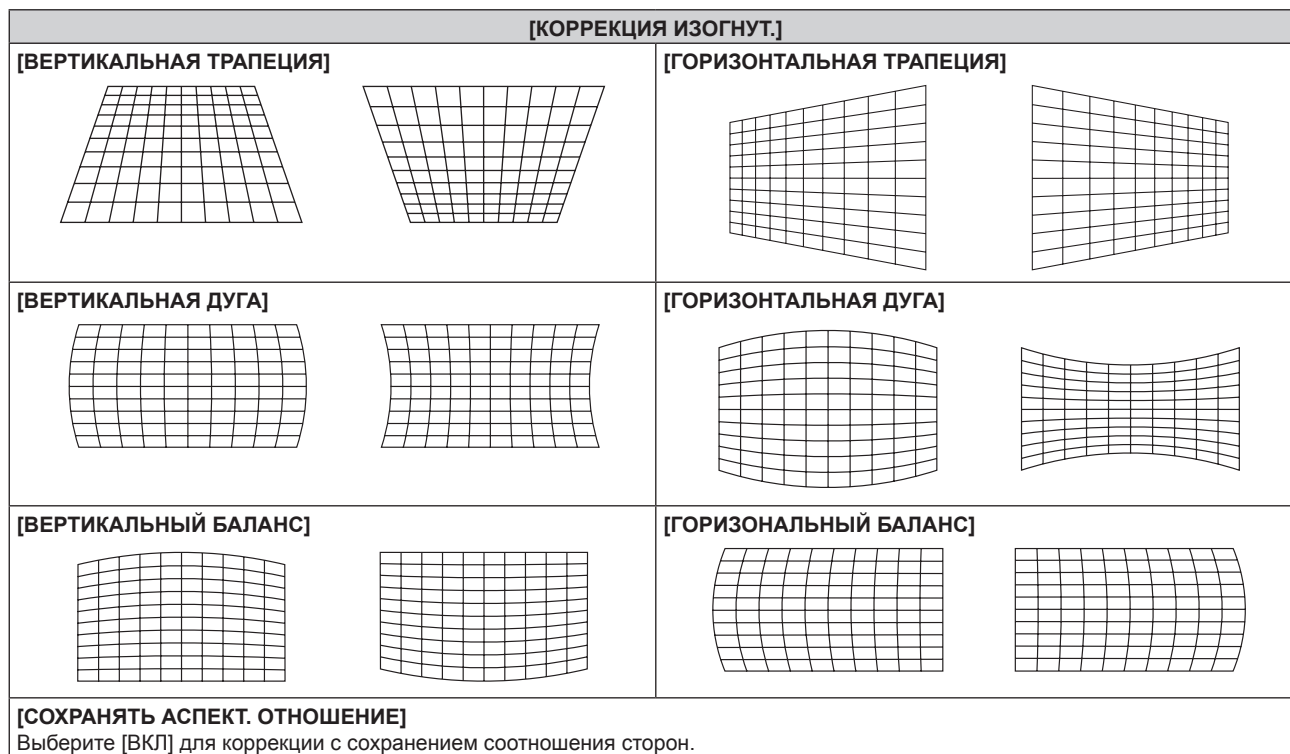 [КОРРЕКЦИЯ ИЗОГНУТ.]
[ВЕРТИКАЛЬНАЯ ТРАПЕЦИЯ]
[ГОРИЗОНТАЛЬНАЯ ТРАПЕЦИЯ]
[ВЕРТИКАЛЬНАЯ ДУГА]
[ГОРИЗОНТАЛЬНАЯ ДУГА]
[ВЕРТИКАЛЬНЫЙ БАЛАНС]
[ГОРИЗОНАЛЬНЫЙ БАЛАНС]
[СОХРАНЯТЬ АСПЕКТ. ОТНОШЕНИЕ]
Выберите [ВКЛ] для коррекции с сохранением соотношения сторон.